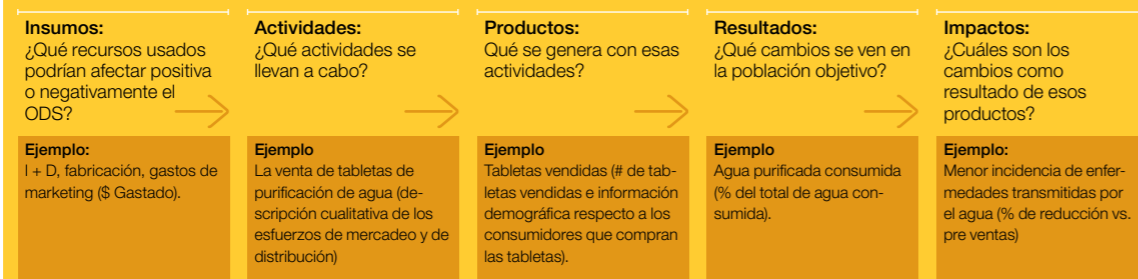 Insumos:
¿Qué recursos usados
podrían afectar positiva
o negativamente el
ODS?
Actividades:
¿Qué actividades se
llevan a cabo?
Productos:
Qué se genera con esas
actividades?
Resultados:
¿Qué cambios se ven en
la población objetivo?
Impactos:
¿Cuáles son los
cambios como
resultado de esos
productos?
Ejemplo:
I + D, fabricación, gastos de
marketing ($ Gastado).
Ejemplo
La venta de tabletas de
purificación de agua (de-
scripción cualitativa de los
esfuerzos de mercadeo y de
distribución)
Ejemplo
Tabletas vendidas (# de tab-
letas vendidas e información
demográfica respecto a los
consumidores que compran
las tabletas).
Ejemplo
Agua purificada consumida
(% del total de agua con-
sumida).
Ejemplo:
Menor incidencia de enfer-
medades transmitidas por
el agua (% de reducción vs.
pre ventas)